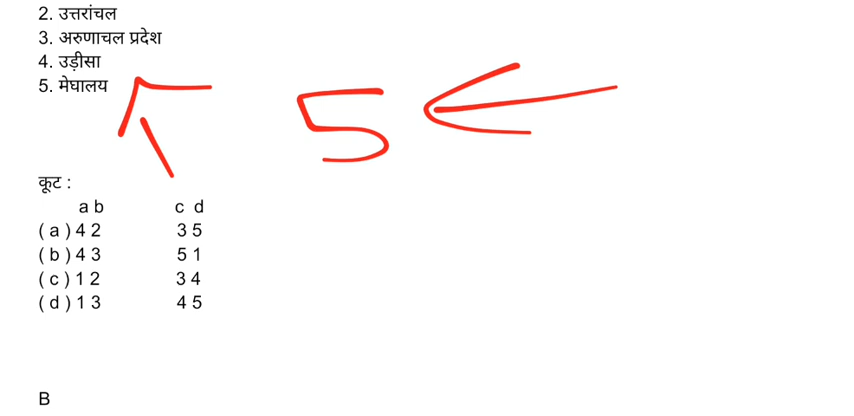 2. उत्तरांचल
3. अरुणाचल प्रदेश
4. उड़ीसा
5. मेघालय
5
कूट :
a b c d
( a ) 4 2 3 5
( b ) 4 3 5 1
( c ) 1 2 3 4
( d ) 1 3 4 5
B